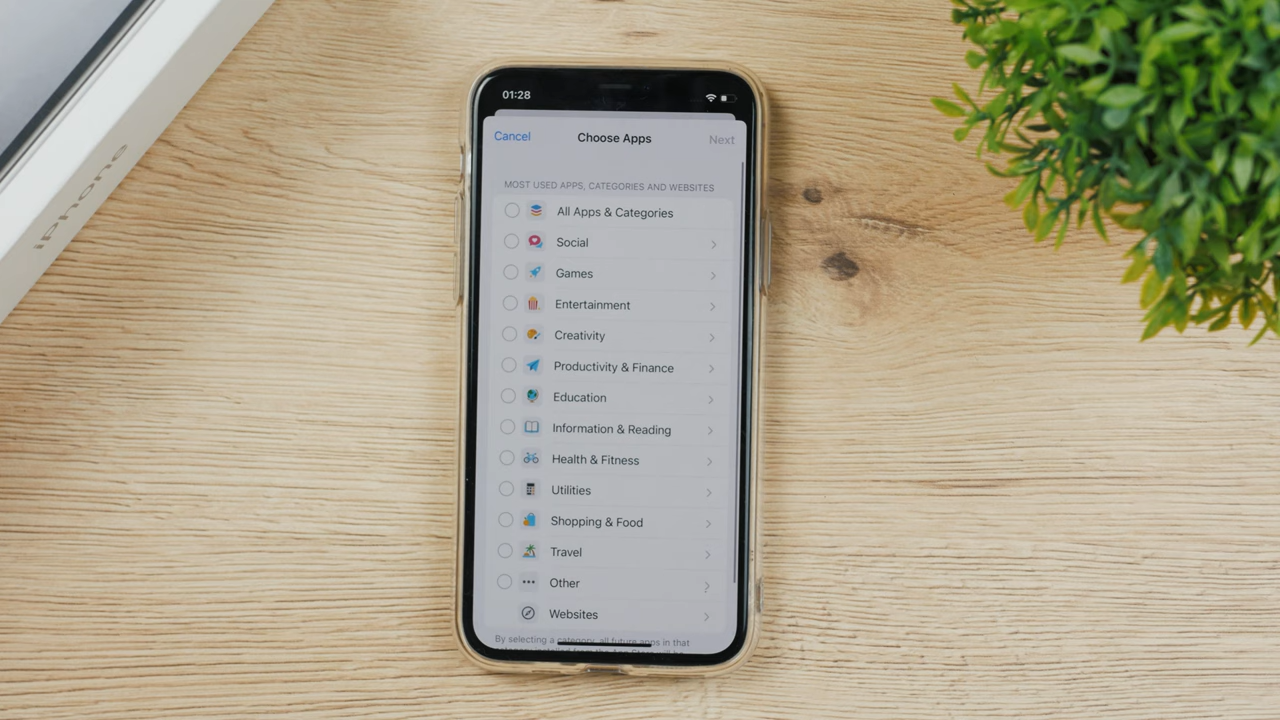 iPhone
01:28
Cancel
Choose Apps
Next
MOST USED APPS, CATEGORIES AND WEBSITES
All Apps & Categories
Social
Games
Entertainment
Creativity
Productivity & Finance
Education
Information & Reading
Health & Fitness
Utilities
Shopping & Food
Travel
Other
Websites
By selecting a category, all future apps in that